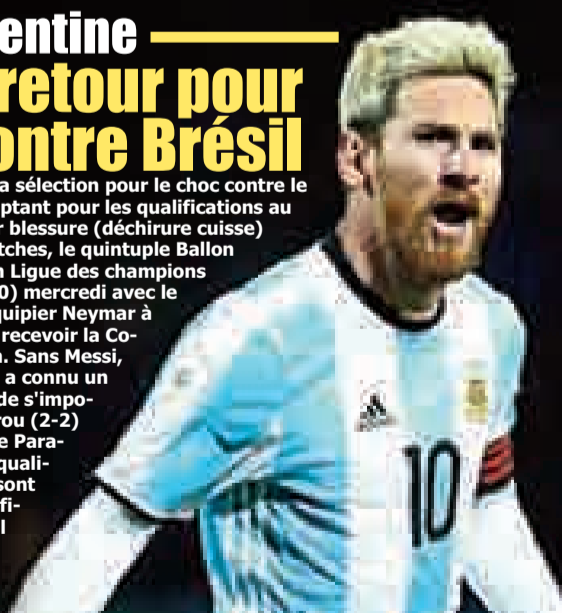 entine
retour pour
ontre Brésil
a sélection pour le choc contre le
ptant pour les qualifications au
r blessure (déchirure cuisse)
tches, le quintuple Ballon
n Ligue des champions
0) mercredi avec le
quipier Neymar à
recevoir la Co-
. Sans Messi,
a connu un
de s'impo-
rou (2-2)
e Para-
quali-
sont
fi-
l
10